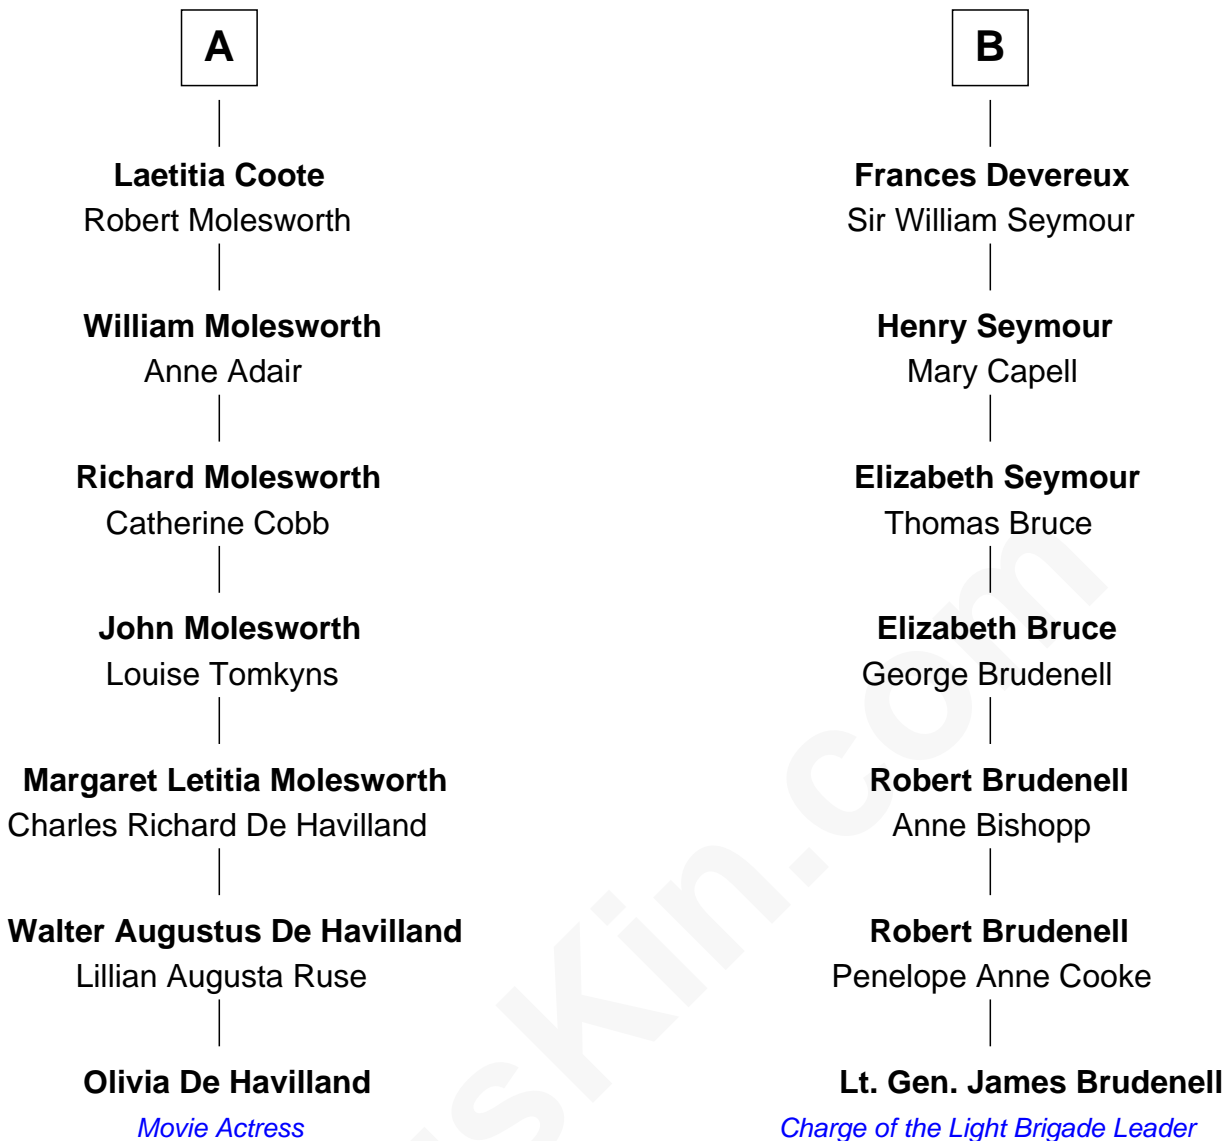 A
Laetitia Coote
Robert Molesworth
William Molesworth
Anne Adair
Richard Molesworth
Catherine Cobb
John Molesworth
Louise Tomkyns
Margaret Letitia Molesworth
Charles Richard De Havilland
Walter Augustus De Havilland
Lillian Augusta Ruse
Olivia De Havilland
Movie Actress
B
Frances Devereux
Sir William Seymour
Henry Seymour
Mary Capell
Elizabeth Seymour
Thomas Bruce
Elizabeth Bruce
George Brudenell
Robert Brudenell
Anne Bishopp
Robert Brudenell
Penelope Anne Cooke
Lt. Gen. James Brudenell
Charge of the Light Brigade Leader
sKin.com